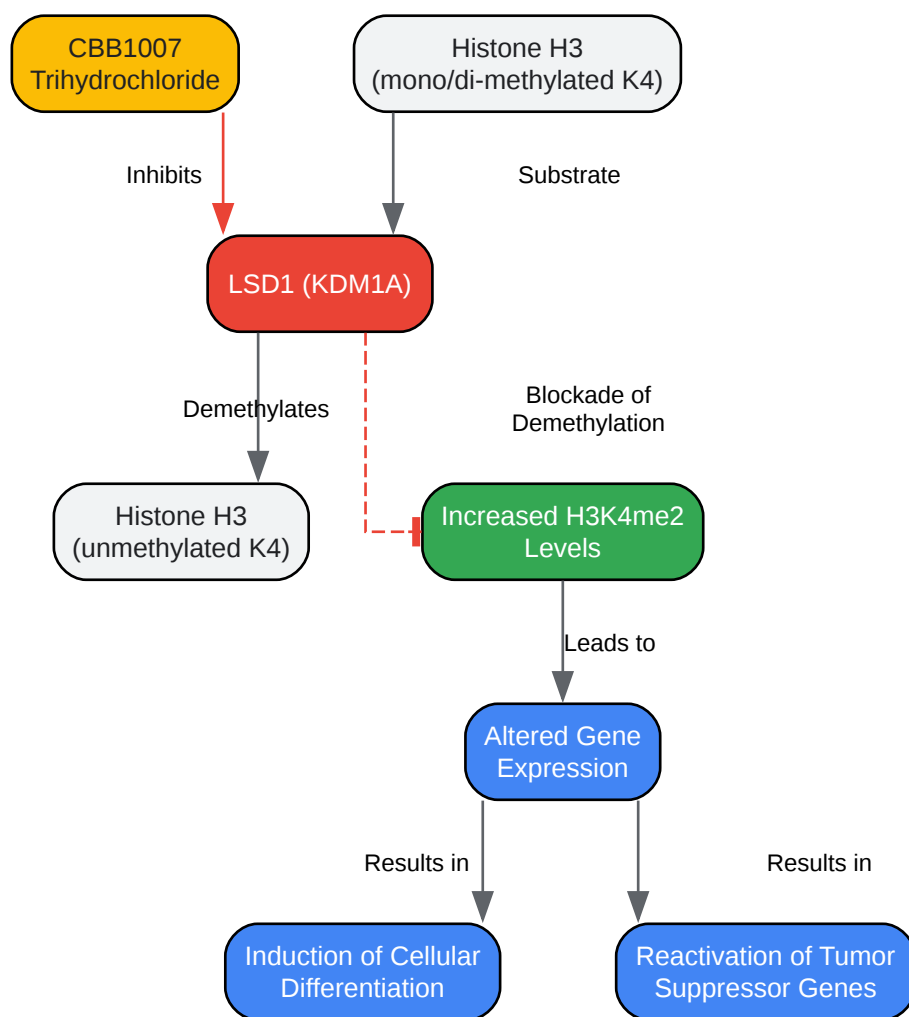 CBB1007
Trihydrochloride
Histone H3
(mono/di-methylated K4)
Inhibits
Substrate
LSD1 (KDM1A)
Demethylates
Blockade of
Demethylation
Histone H3
(unmethylated K4)
Increased H3K4me2
Levels
Leads to
Altered Gene
Expression
Results in
Results in
Induction of Cellular
Differentiation
Reactivation of Tumor
Suppressor Genes